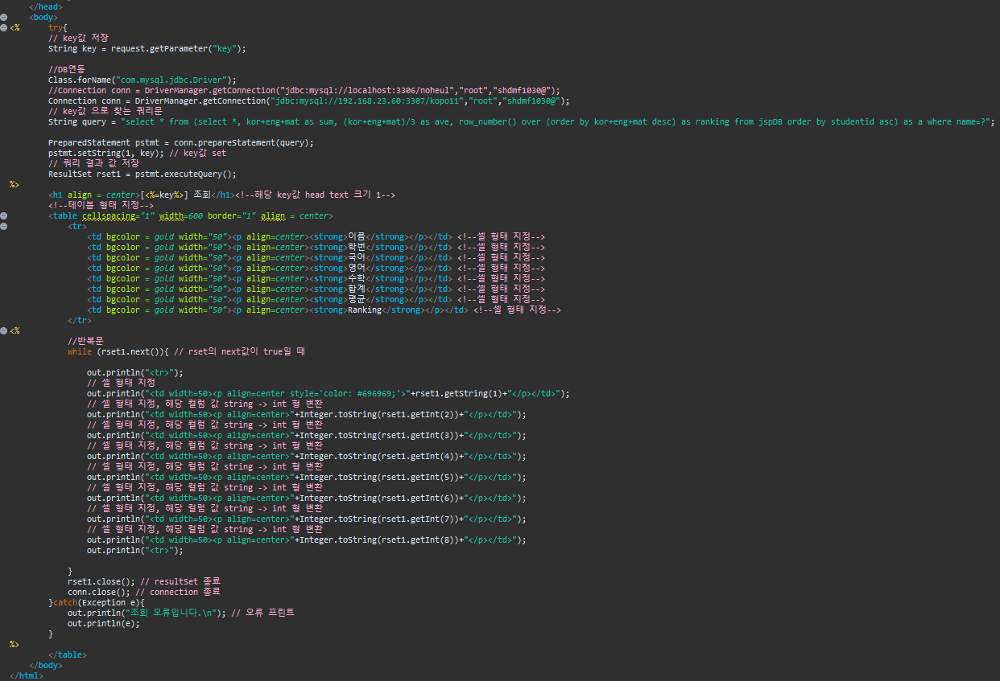 </head>
<body>
<% try{
// key값 저장
String key = request.getParameter("key");
//DB연동
Class.forName("com.mysql.jdbc.Driver");
//Connection conn = DriverManager.getConnection("jdbc:mysql://localhost:3306/noheul","root","shdmf1030@");
Connection conn = DriverManager.getConnection("jdbc:mysql://192.168.23.60:3307/kopo11","root","shdmf1030@");
// key값 으로 찾는 쿼리문
String query = "select * from (select *, kor+eng+mat as sum, (kor+eng+mat)/3 as ave, row_number() over (order by kor+eng+mat desc) as ranking from jspDB order by studentid asc) as a where name=?";
PreparedStatement pstmt = conn.prepareStatement(query);
pstmt.setString(1, key); // key값 set
// 쿼리 결과 값 저장
ResultSet rset1 = pstmt.executeQuery();
%>
<h1 align = center>[<%=key%>] 조회</h1><!--해당 key값 head text 크기 1-->
<!--테이블 형태 지정-->
<table cellspacing="1" width=600 border="1" align = center>
<tr>
<td bgcolor = gold width="50"><p align=center><strong>이름</strong></p></td> <!--셀 형태 지정-->
<td bgcolor = gold width="50"><p align=center><strong>학번</strong></p></td> <!--셀 형태 지정-->
<td bgcolor = gold width="50"><p align=center><strong>국어</strong></p></td> <!--셀 형태 지정-->
<td bgcolor = gold width="50"><p align=center><strong>영어</strong></p></td> <!--셀 형태 지정-->
<td bgcolor = gold width="50"><p align=center><strong>수학</strong></p></td> <!--셀 형태 지정-->
<td bgcolor = gold width="50"><p align=center><strong>합계</strong></p></td> <!--셀 형태 지정-->
<td bgcolor = gold width="50"><p align=center><strong>평균</strong></p></td> <!--셀 형태 지정-->
<td bgcolor = gold width="50"><p align=center><strong>Ranking</strong></p></td> <!--셀 형태 지정-->
</tr>
<%
//반복문
while (rset1.next()){ // rset의 next값이 true일 때
out.println("<tr>");
// 셀 형태 지정
out.println("<td width=50><p align=center style='color: #696969;'>"+rset1.getString(1)+"</p></td>");
// 셀 형태 지정, 해당 컬럼 값 string -> int 형 변환
out.println("<td width=50><p align=center>"+Integer.toString(rset1.getInt(2))+"</p></td>");
// 셀 형태 지정, 해당 컬럼 값 string -> int 형 변환
out.println("<td width=50><p align=center>"+Integer.toString(rset1.getInt(3))+"</p></td>");
// 셀 형태 지정, 해당 컬럼 값 string -> int 형 변환
out.println("<td width=50><p align=center>"+Integer.toString(rset1.getInt(4))+"</p></td>");
// 셀 형태 지정, 해당 컬럼 값 string -> int 형 변환
out.println("<td width=50><p align=center>"+Integer.toString(rset1.getInt(5))+"</p></td>");
// 셀 형태 지정, 해당 컬럼 값 string -> int 형 변환
out.println("<td width=50><p align=center>"+Integer.toString(rset1.getInt(6))+"</p></td>");
// 셀 형태 지정, 해당 컬럼 값 string -> int 형 변환
out.println("<td width=50><p align=center>"+Integer.toString(rset1.getInt(7))+"</p></td>");
// 셀 형태 지정, 해당 컬럼 값 string -> int 형 변환
out.println("<td width=50><p align=center>"+Integer.toString(rset1.getInt(8))+"</p></td>");
out.println("<tr>");
}
rset1.close(); // resultSet 종료
conn.close(); // connection 종료
}catch(Exception e){
out.println("조회 오류입니다.\n"); // 오류 프린트
out.println(e);
}
%>
</table>
</body>
</html>